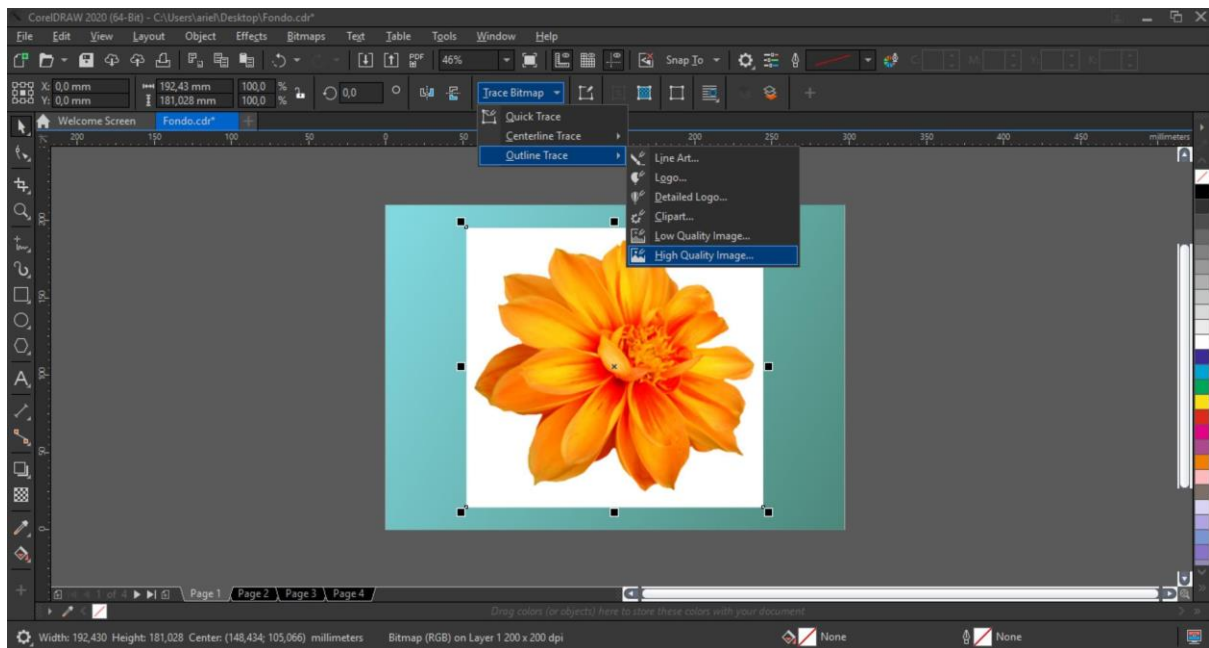 CorelDRAW 2020 (64-Bit) - C:\Users\ariel\Desktop\Fondo.cdr*
File Edit View Layout Object Effects Bitmaps Text Table Tools Window Help
PDF 46% Snap To
X: 0,0 mm 192,43 mm 100,0 % 0,0 Trace Bitmap
Y: 0,0 mm 181,028 mm 100,0 %
Welcome Screen Fondo.cdr*
Quick Trace
Centerline Trace
Outline Trace
200 150 100 50 0 50 200 250 300 350 400 450 millimeters
Line Art...
Logo...
Detailed Logo...
Clipart...
Low Quality Image...
High Quality Image...
1 of 4 Page 1 Page 2 Page 3 Page 4
Drag colors (or objects) here to store these colors with your document
Width: 192,430 Height: 181,028 Center: (148,434; 105,066) millimeters Bitmap (RGB) on Layer 1 200 x 200 dpi None None